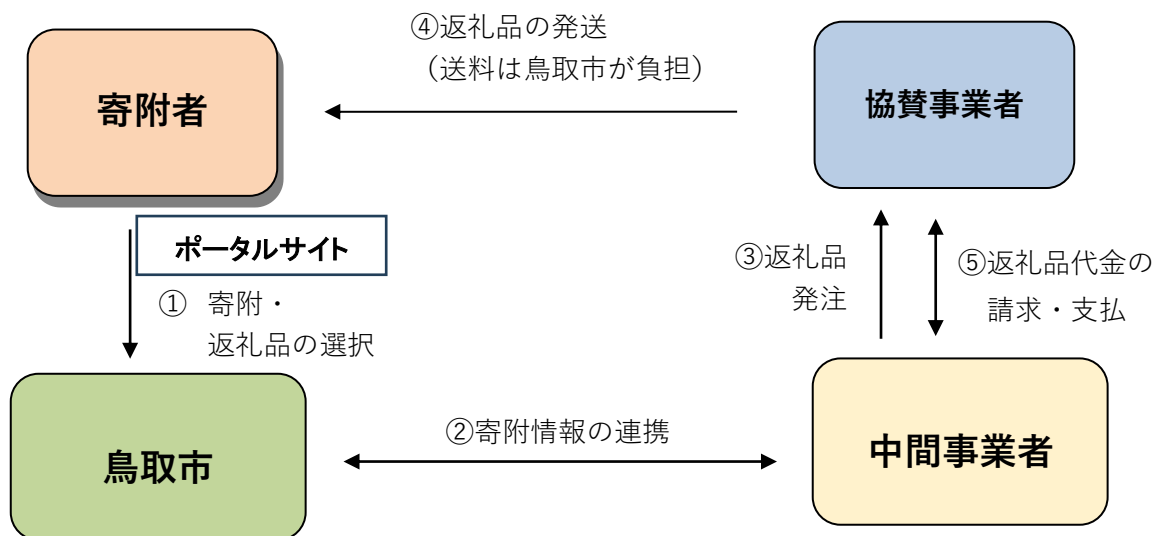 ④返礼品の発送
（送料は鳥取市が負担）
寄附者
協賛事業者
ポータルサイト
① 寄附・
返礼品の選択
③返礼品
発注
⑤返礼品代金の
請求・支払
②寄附情報の連携
鳥取市
中間事業者